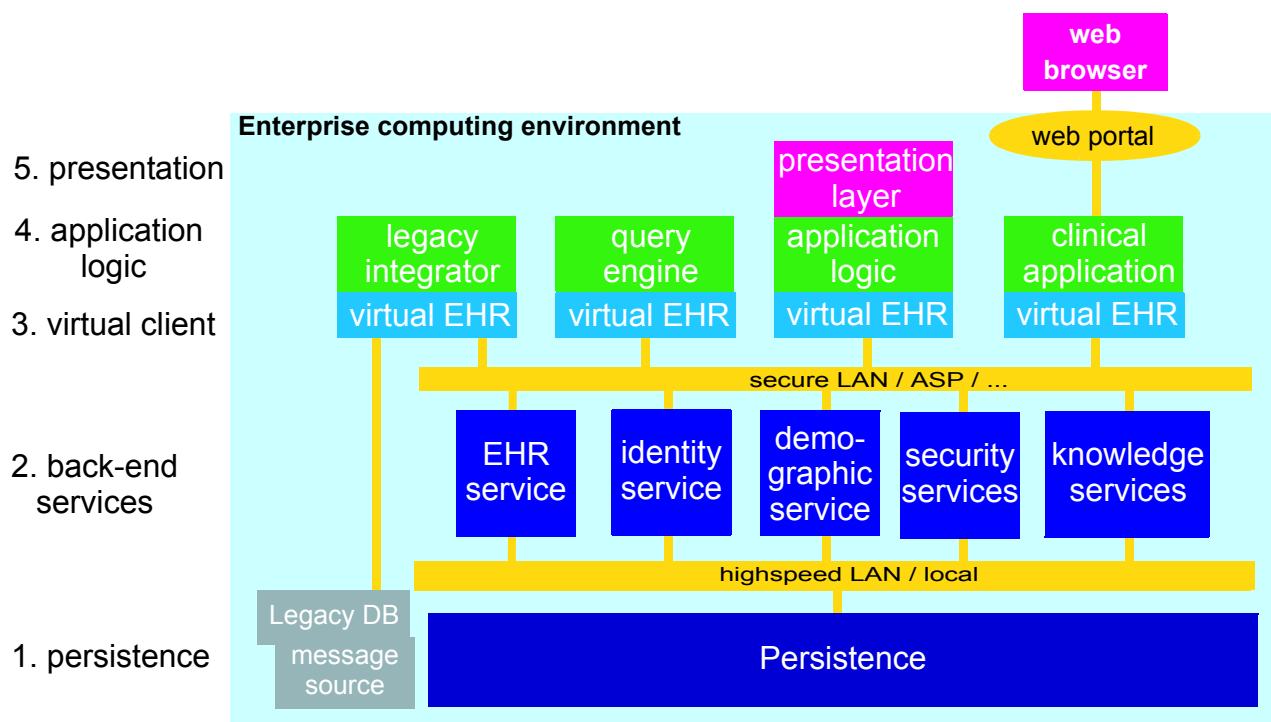 web
browser
Enterprise computing environment
web portal
5. presentation
presentation
layer
4. application
logic
legacy
integrator
query
engine
application
logic
clinical
application
3. virtual client
virtual EHR
virtual EHR
virtual EHR
virtual EHR
secure LAN / ASP / ...
2. back-end
services
EHR
service
identity
service
demo-
graphic
service
security
services
knowledge
services
highspeed LAN / local
Legacy DB
1. persistence
message
source
Persistence